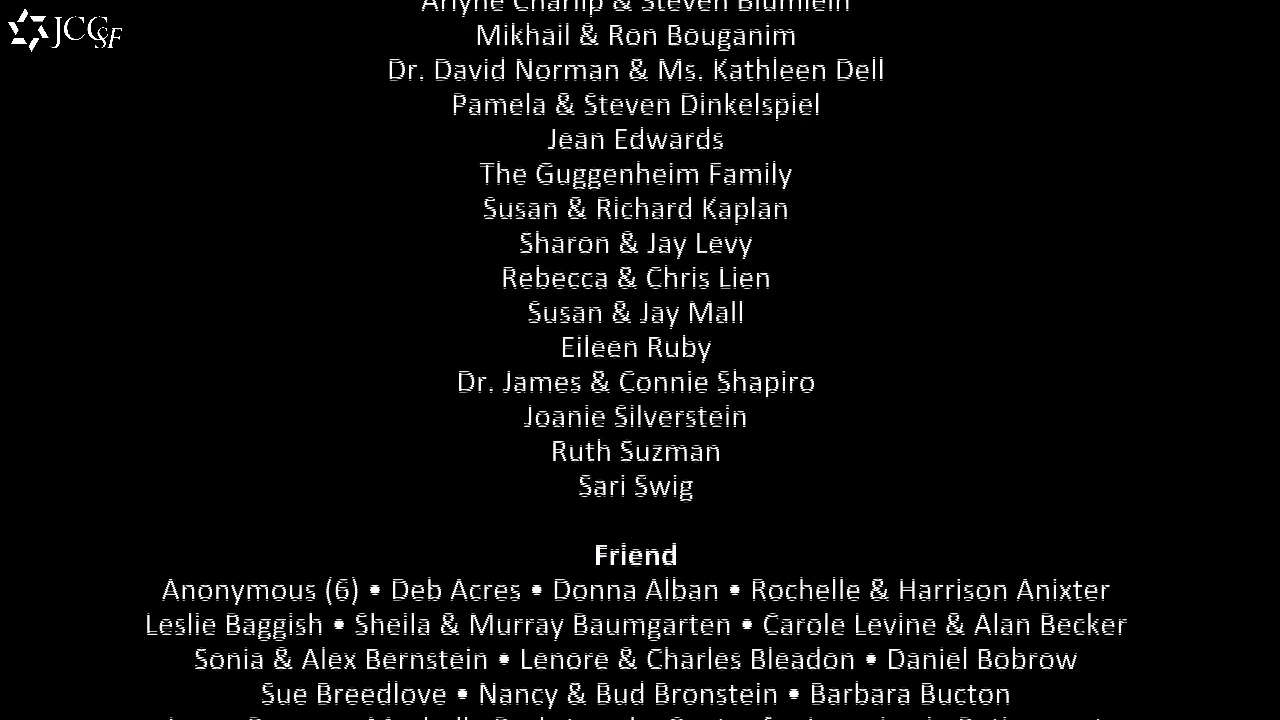 JCCSF
Arlyne Charlip & Steven Blumlein
Mikhail & Ron Bouganim
Dr. David Norman & Ms. Kathleen Dell
Pamela & Steven Dinkelspiel
Jean Edwards
The Guggenheim Family
Susan & Richard Kaplan
Sharon & Jay Levy
Rebecca & Chris Lien
Susan & Jay Mall
Eileen Ruby
Dr. James & Connie Shapiro
Joanie Silverstein
Ruth Suzman
Sari Swig
Friend
Anonymous (6) • Deb Acres • Donna Alban • Rochelle & Harrison Anixter
Leslie Baggish • Sheila & Murray Baumgarten • Carole Levine & Alan Becker
Sonia & Alex Bernstein • Lenore & Charles Bleadon • Daniel Bobrow
Sue Breedlove • Nancy & Bud Bronstein • Barbara Bucton